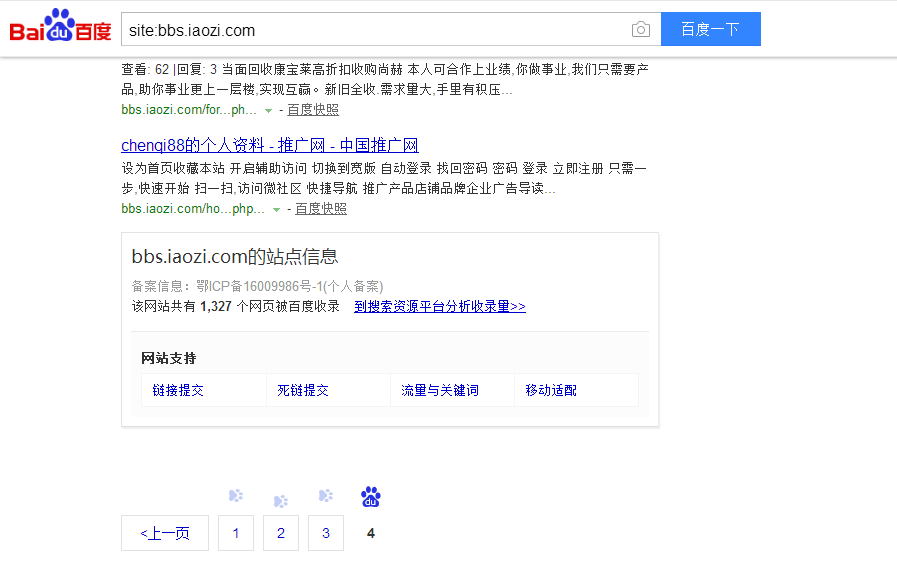 Bai du 百度
site:bbs.iaozi.com
百度一下
查看: 62 |回复: 3 当面回收康宝莱高折扣收购尚赫 本人可合作上业绩,你做事业,我们只需要产
品,助你事业更上一层楼,实现互赢。新旧全收.需求量大,手里有积压...
bbs.iaozi.com/for...ph... - 百度快照
chenqi88的个人资料 - 推广网 - 中国推广网
设为首页收藏本站 开启辅助访问 切换到宽版 自动登录 找回密码 密码 登录 立即注册 只需一
步,快速开始 扫一扫,访问微社区 快捷导航 推广产品店铺品牌企业广告导读...
bbs.iaozi.com/ho...php... - 百度快照
bbs.iaozi.com的站点信息
备案信息：鄂ICP备16009986号-1(个人备案)
该网站共有 1,327 个网页被百度收录 到搜索资源平台分析收录量>>
网站支持
链接提交 死链提交 流量与关键词 移动适配
du
<上一页 1 2 3 4